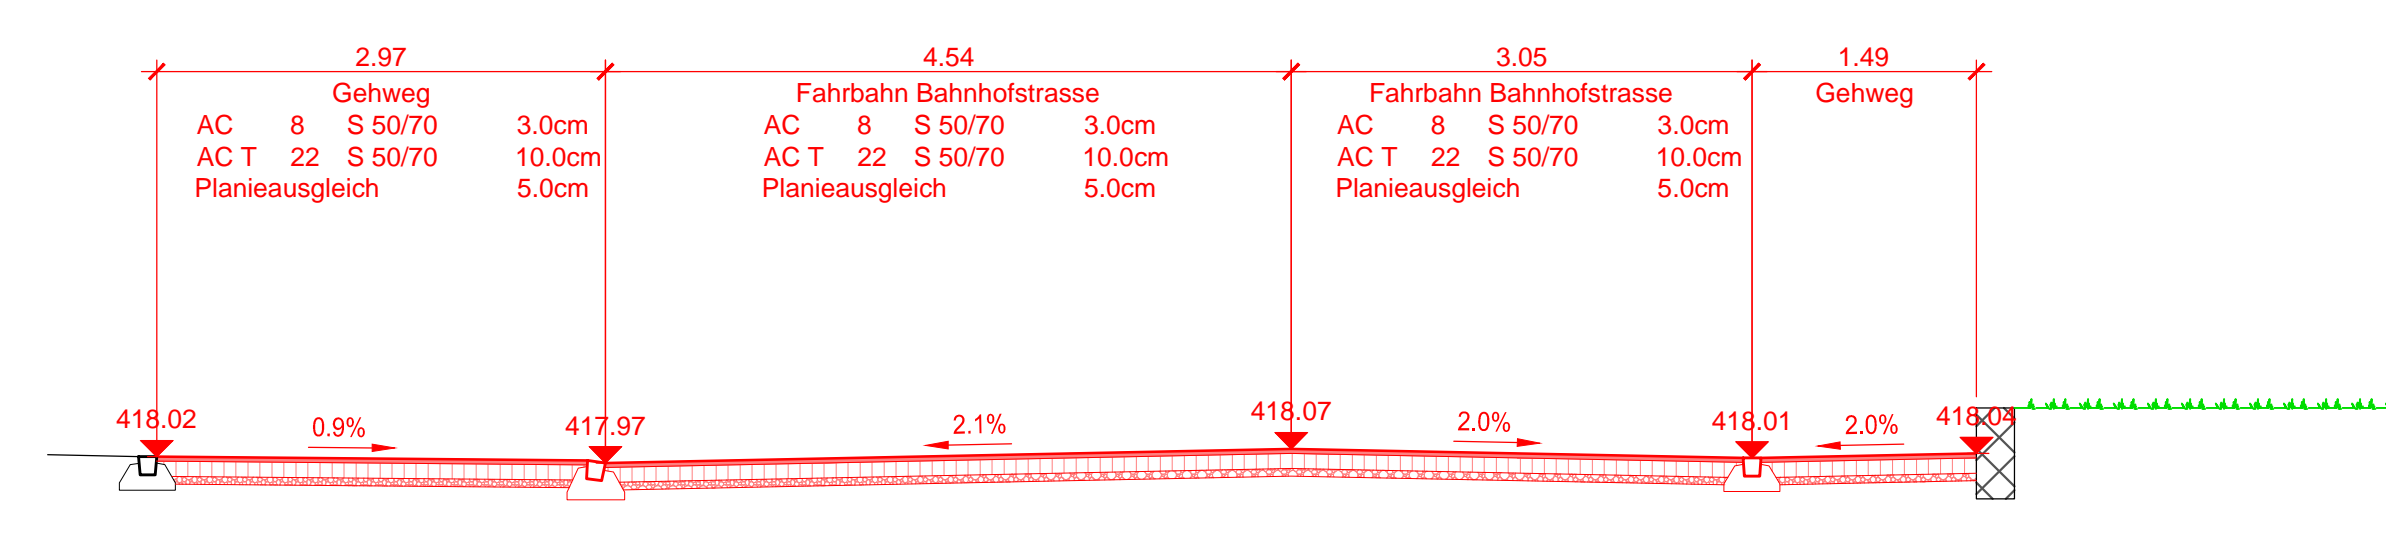 2.97 4.54 3.05 1.49
Gehweg Fahrbahn Bahnhofstrasse Fahrbahn Bahnhofstrasse Gehweg
AC 8 S 50/70 3.0cm AC 8 S 50/70 3.0cm AC 8 S 50/70 3.0cm
AC T 22 S 50/70 10.0cm AC T 22 S 50/70 10.0cm AC T 22 S 50/70 10.0cm
Planieausgleich 5.0cm Planieausgleich 5.0cm Planieausgleich 5.0cm
418.02 0.9% 417.97 2.1% 418.07 2.0% 418.01 2.0% 418.04